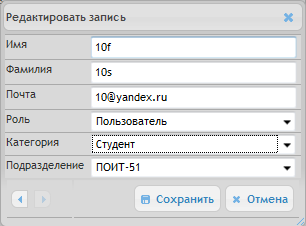 Редактировать запись
Имя 10f
Фамилия 10s
Почта 10@yandex.ru
Роль Пользователь
Категория Студент
Подразделение ПОИТ-51
Сохранить Отмена